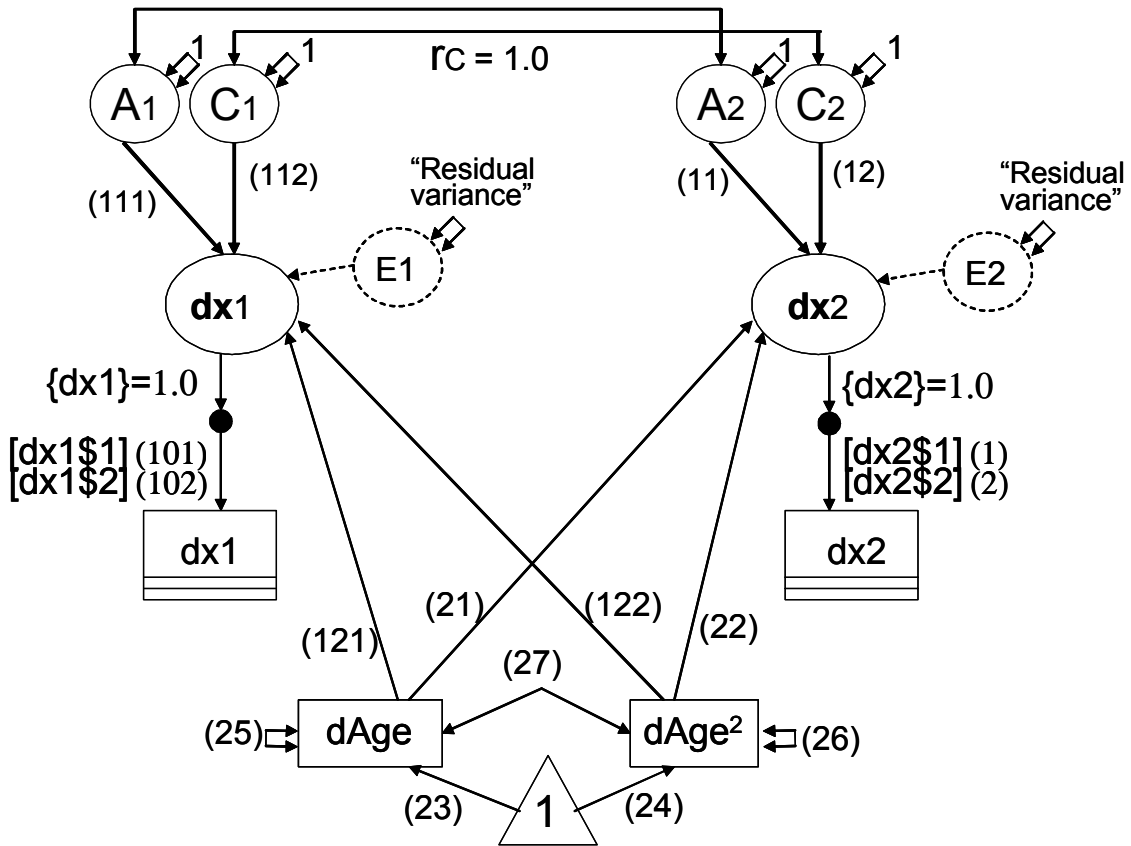 1
1
1
1
rC = 1.0
A1
C1
A2
C2
(111)
(112)
"Residual
variance"
(11)
(12)
"Residual
variance"
E1
E2
dx1
dx2
{dx1}=1.0
{dx2}=1.0
[dx1$1] (101)
[dx1$2] (102)
[dx2$1] (1)
[dx2$2] (2)
dx1
dx2
(21)
(122)
(121)
(22)
(27)
(25)
dAge
dAge²
(26)
(23)
1
(24)